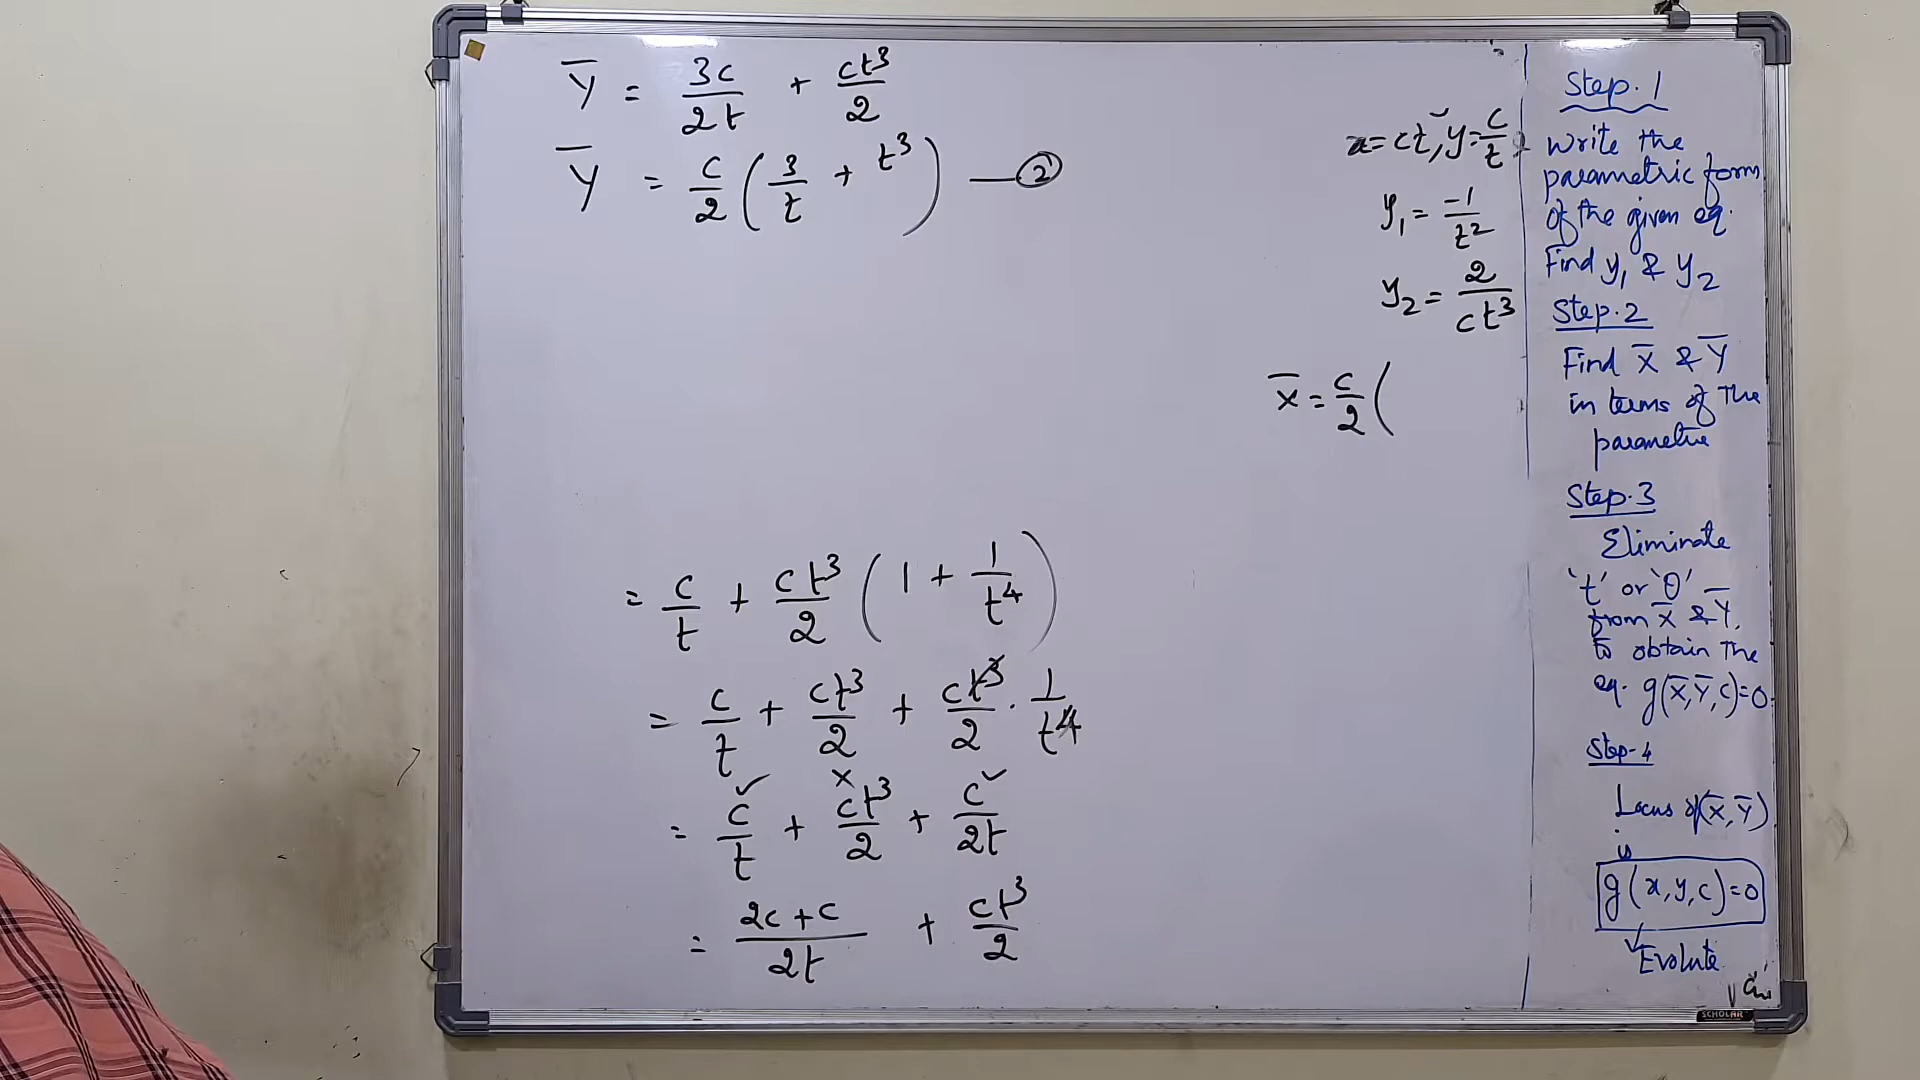 Y̅ = 3c/2t + ct³/2
Y̅ = c/2 ( 3/t + t³ ) — ②
= c/t + ct³/2 ( 1 + 1/t⁴ )
= c/t + ct³/2 + ct³/2 · 1/t⁴
= c/t + ct³/2 + c/2t
= 2c + c/2t + ct³/2
x = ct, y = c/t
y₁ = -1/t²
y₂ = 2/ct³
X̅ = c/2 (
Step. 1
Write the
parametric form
of the given eq.
Find y₁ & y₂
Step. 2
Find X̅ & Y̅
in terms of The
Step. 3
Eliminate
't' or 'θ'
from X̅ & Y̅,
to obtain The
eq. g(X̅, Y̅, c) = 0.
Step-4
Locus of (X̅, Y̅)
is
g(x, y, c) = 0
✓ Evolute
SCHOLAR